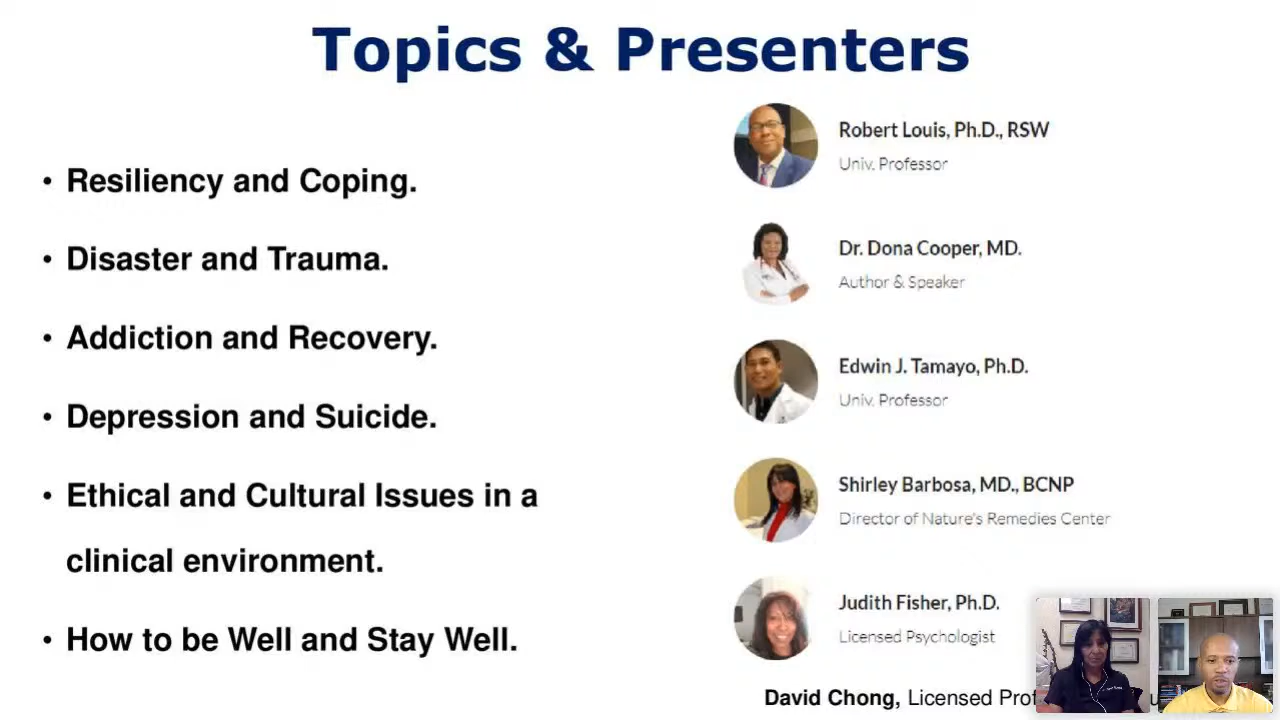 Topics & Presenters
• Resiliency and Coping.
• Disaster and Trauma.
• Addiction and Recovery.
• Depression and Suicide.
• Ethical and Cultural Issues in a
clinical environment.
• How to be Well and Stay Well.
Robert Louis, Ph.D., RSW
Univ. Professor
Dr. Dona Cooper, MD.
Author & Speaker
Edwin J. Tamayo, Ph.D.
Univ. Professor
Shirley Barbosa, MD., BCNP
Director of Nature's Remedies Center
Judith Fisher, Ph.D.
Licensed Psychologist
David Chong, Licensed